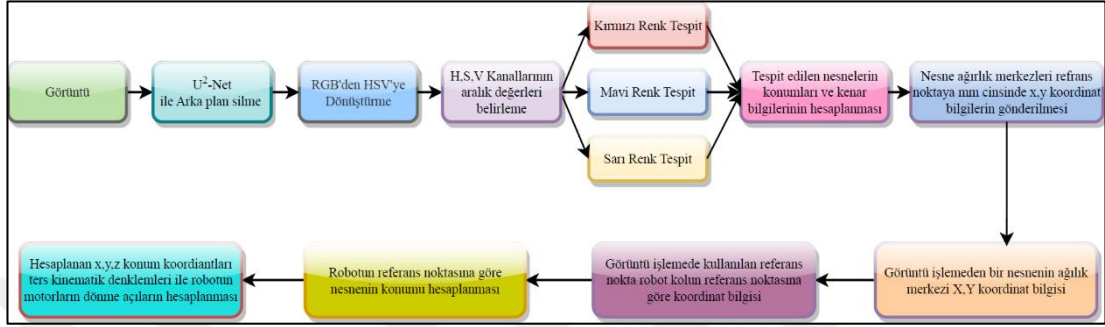 Görüntü
U²-Net
ile Arka plan silme
RGB'den HSV'ye
Dönüştürme
H,S,V Kanallarının
aralık değerleri
belirleme
Kırmızı Renk Tespit
Mavi Renk Tespit
Sarı Renk Tespit
Tespit edilen nesnelerin
konumları ve kenar
bilgilerinin hesaplanması
Nesne ağırlık merkezleri refrans
noktaya mm cinsinde x,y koordinat
bilgilerin gönderilmesi
Görüntü işlemeden bir nesnenin ağılık
merkezi X,Y koordinat bilgisi
Görüntü işlemede kullanılan referans
nokta robot kolun referans noktasına
göre koordinat bilgisi
Robotun referans noktasına göre
nesnenin konumu hesaplanması
Hesaplanan x,y,z konum koordiantları
ters kinematik denklemleri ile robotun
motorların dönme açıların hesaplanması